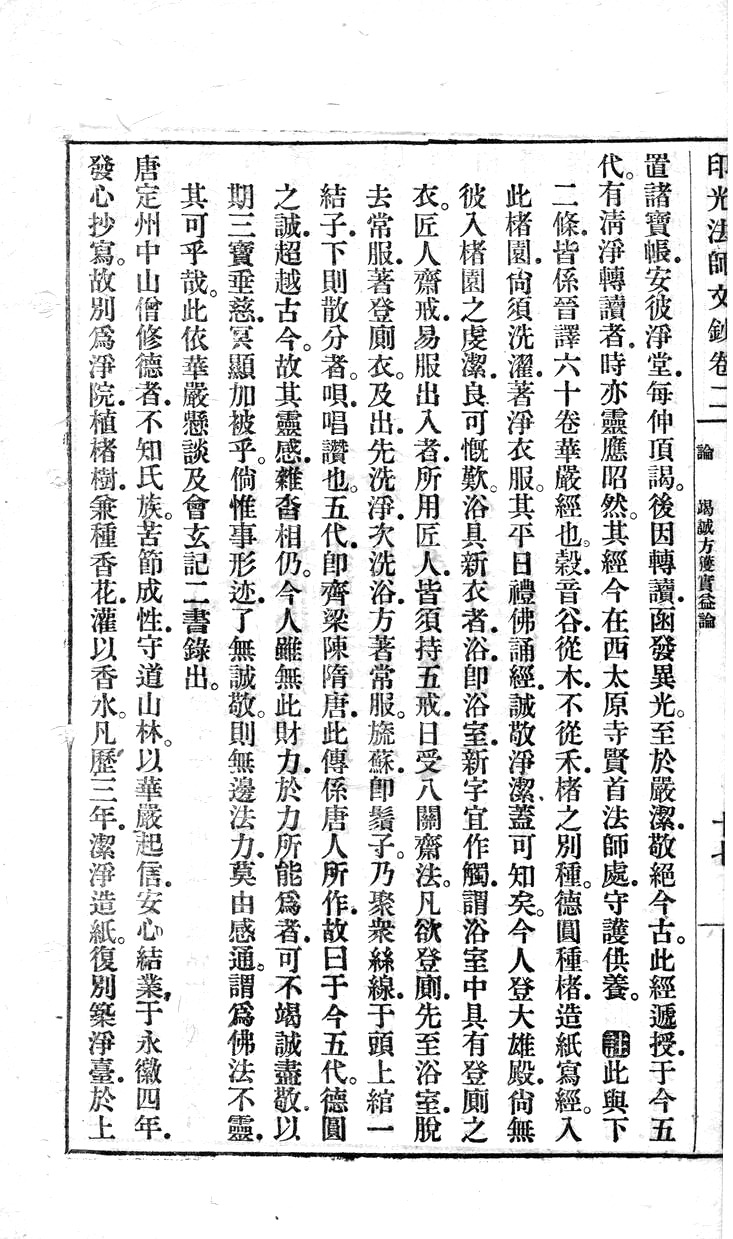 印光法師文鈔卷二 論 竭誠方獲實益論 十七
置諸寶帳．安彼淨堂．每伸頂謁。後因轉讀．函發異光。至於嚴潔．敬絕今古。此經遞授．于今五
代。有淸淨轉讀者．時亦靈應昭然。其經今在西太原寺賢首法師處．守護供養。 註此與下
二條．皆係晉譯六十卷華嚴經也。穀．音谷．從木．不從禾．楮之別種。德圓種楮．造紙寫經。入
此楮園．尙須洗濯．著淨衣服。其平日禮佛誦經．誠敬淨潔、蓋可知矣。今人登大雄殿．尙無
彼入楮園之虔潔．良可慨歎。浴具新衣者．浴．卽浴室．新字宜作觸．謂浴室中具有登廁之
衣。匠人齋戒．易服出入者．所用匠人．皆須持五戒．日受八關齋法。凡欲登廁．先至浴室．脫
去常服．著登廁衣。及出．先洗淨．次洗浴．方著常服。旒蘇．卽鬚子。乃聚衆絲線．于頭上綰一
結子．下則散分者。唄．唱讚也。五代．卽齊梁陳隋唐．此傳係唐人所作．故曰于今五代。德圓
之誠．超越古今。故其靈感．雜沓相仍。今人雖無此財力．於力所能爲者．可不竭誠盡敬．以
期三寶垂慈．冥顯加被乎。倘惟事形迹．了無誠敬。則無邊法力．莫由感通。謂爲佛法不靈．
其可乎哉。此依華嚴懸談及會玄記二書錄出。
唐定州中山僧修德者．不知氏族。苦節成性．守道山林。以華嚴起信．安心結業．于永徽四年．
發心抄寫。故別爲淨院．植楮樹．兼種香花．灌以香水。凡歷三年．潔淨造紙。復別築淨臺．於上